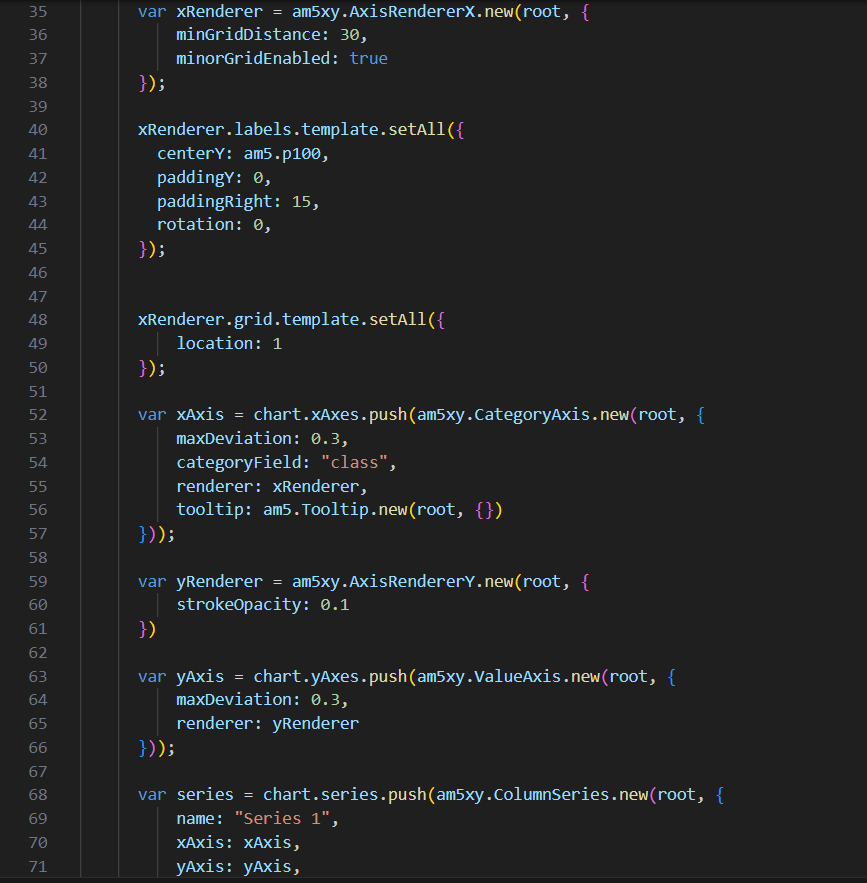 35 var xRenderer = am5xy.AxisRendererX.new(root, {
36 minGridDistance: 30,
37 minorGridEnabled: true
38 });
39
40 xRenderer.labels.template.setAll({
41 centerY: am5.p100,
42 paddingY: 0,
43 paddingRight: 15,
44 rotation: 0,
45 });
46
47
48 xRenderer.grid.template.setAll({
49 location: 1
50 });
51
52 var xAxis = chart.xAxes.push(am5xy.CategoryAxis.new(root, {
53 maxDeviation: 0.3,
54 categoryField: "class",
55 renderer: xRenderer,
56 tooltip: am5.Tooltip.new(root, {})
57 }));
58
59 var yRenderer = am5xy.AxisRendererY.new(root, {
60 strokeOpacity: 0.1
61 })
62
63 var yAxis = chart.yAxes.push(am5xy.ValueAxis.new(root, {
64 maxDeviation: 0.3,
65 renderer: yRenderer
66 }));
67
68 var series = chart.series.push(am5xy.ColumnSeries.new(root, {
69 name: "Series 1",
70 xAxis: xAxis,
71 yAxis: yAxis,